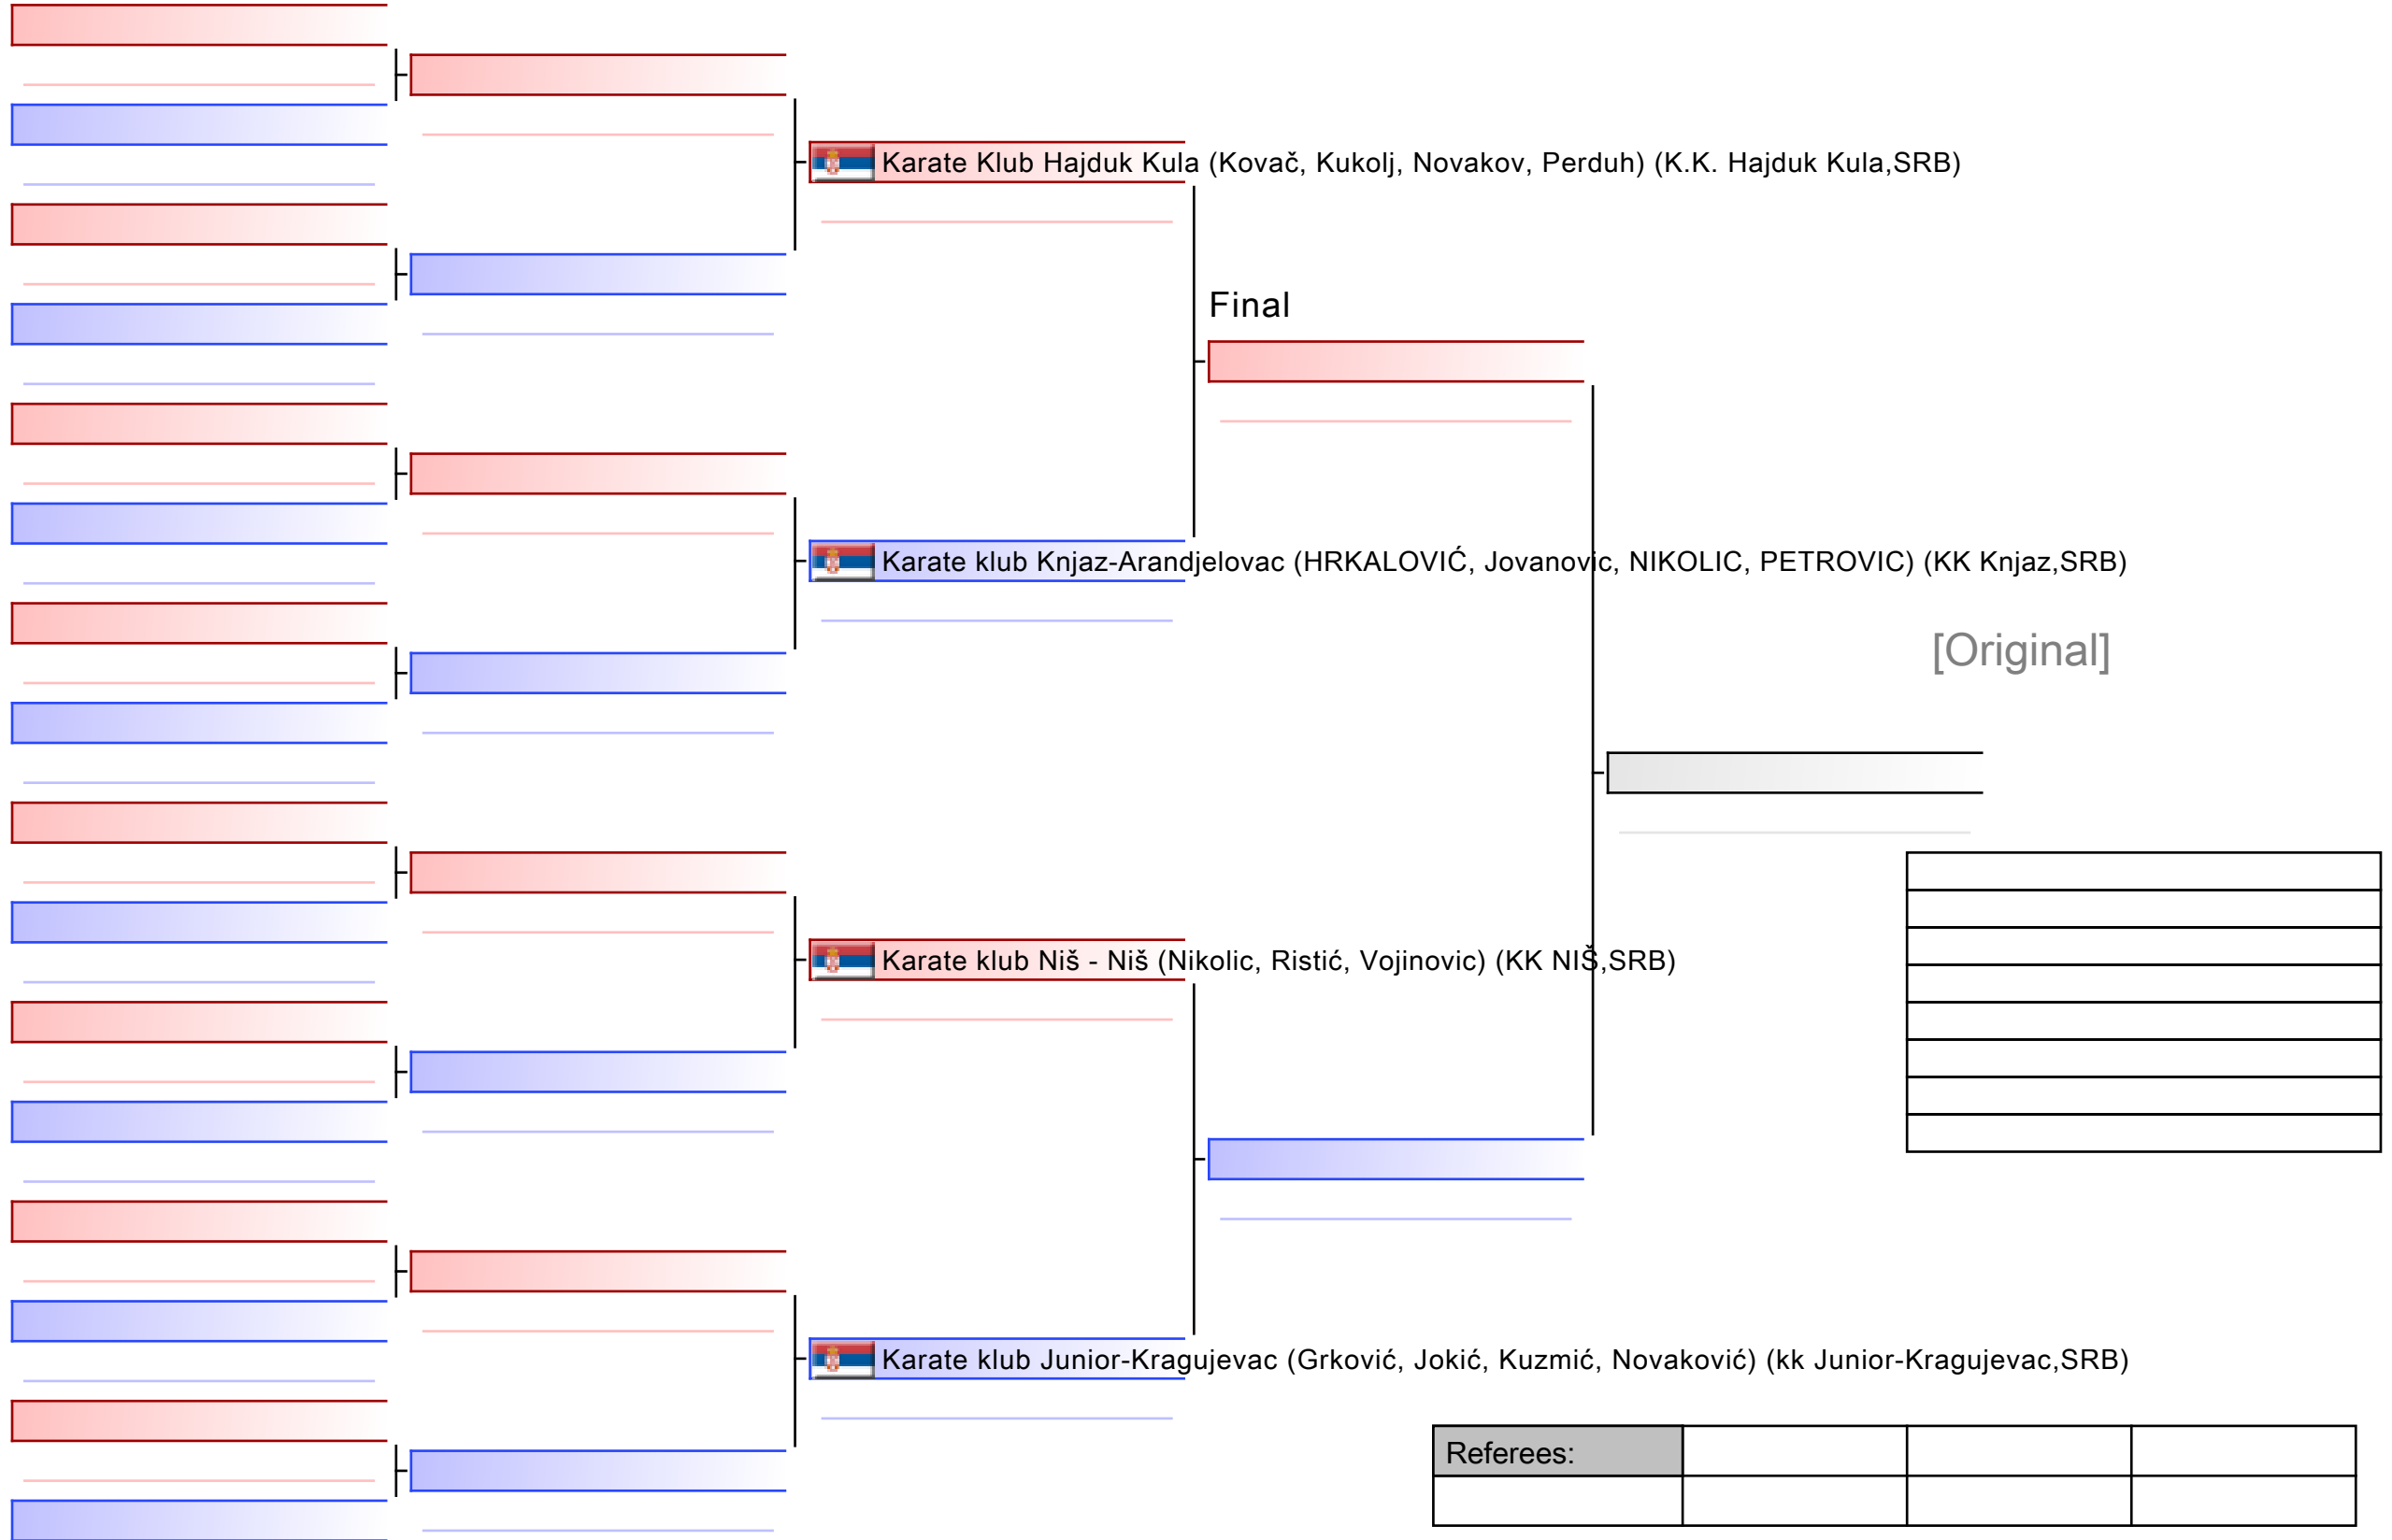 Karate Klub Hajduk Kula (Kovač, Kukolj, Novakov, Perduh) (K.K. Hajduk Kula,SRB)
Final
Karate klub Knjaz-Arandjelovac (HRKALOVIĆ, Jovanovic, NIKOLIC, PETROVIC) (KK Knjaz,SRB)
[Original]
Karate klub Niš - Niš (Nikolic, Ristić, Vojinovic) (KK NIŠ,SRB)
Karate klub Junior-Kragujevac (Grković, Jokić, Kuzmić, Novaković) (kk Junior-Kragujevac,SRB)
Referees: